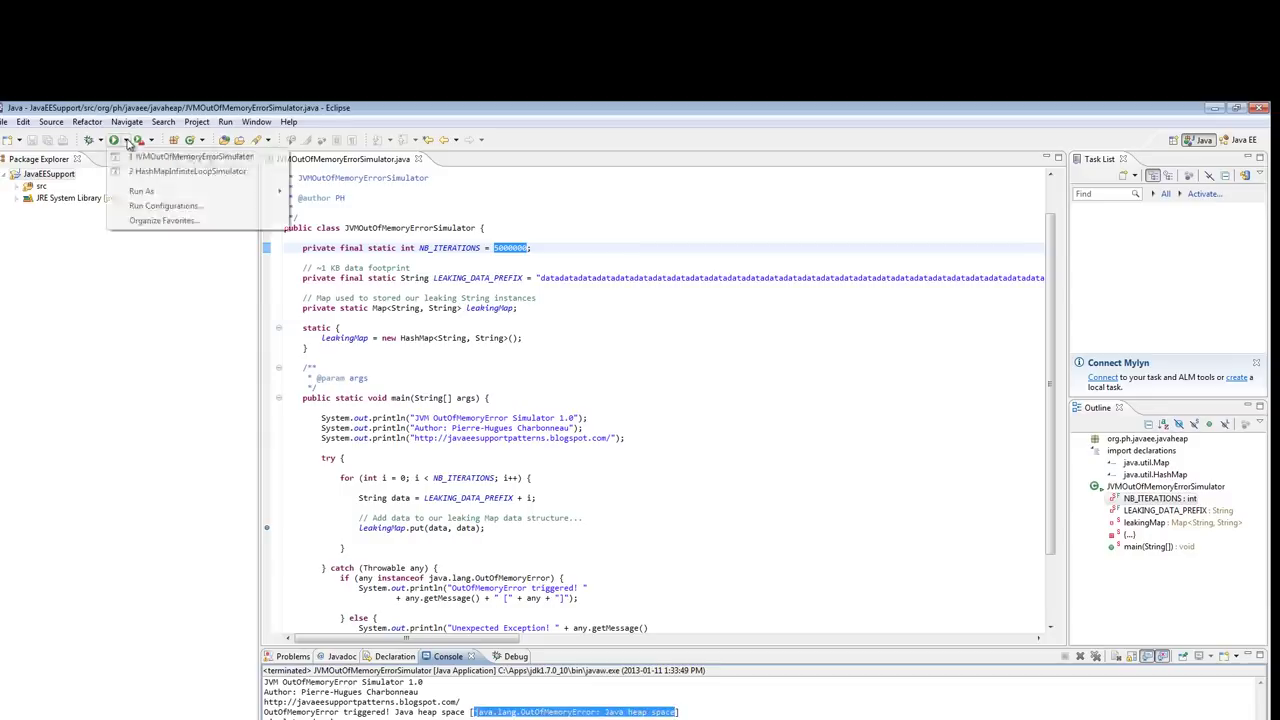 Java - JavaEESupport/src/org/ph/javaee/javaheap/JVMOutOfMemoryErrorSimulator.java - Eclipse
File Edit Source Refactor Navigate Search Project Run Window Help
Java Java EE
Package Explorer
JavaEESupport
src
JRE System Library [j
1 JVMOutOfMemoryErrorSimulator
2 HashMapInfiniteLoopSimulator
Run As
Run Configurations...
Organize Favorites...
OutOfMemoryErrorSimulator.java
* JVMOutOfMemoryErrorSimulator
* @author PH
*/
public class JVMOutOfMemoryErrorSimulator {
private final static int NB_ITERATIONS = 5000000;
// ~1 KB data footprint
private final static String LEAKING_DATA_PREFIX = "datadatadatadatadatadatadatadatadatadatadatadatadatadatadatadatadatadatadatadatadatadatadatadatadatadatadata
// Map used to stored our leaking String instances
private static Map<String, String> leakingMap;
static {
leakingMap = new HashMap<String, String>();
}
/**
* @param args
*/
public static void main(String[] args) {
System.out.println("JVM OutOfMemoryError Simulator 1.0");
System.out.println("Author: Pierre-Hugues Charbonneau");
System.out.println("http://javaeesupportpatterns.blogspot.com/");
try {
for (int i = 0; i < NB_ITERATIONS; i++) {
String data = LEAKING_DATA_PREFIX + i;
// Add data to our leaking Map data structure...
leakingMap.put(data, data);
}
} catch (Throwable any) {
if (any instanceof java.lang.OutOfMemoryError) {
System.out.println("OutOfMemoryError triggered! "
+ any.getMessage() + " [" + any + "]");
} else {
System.out.println("Unexpected Exception! " + any.getMessage()
Task List
Find All Activate...
Connect Mylyn
Connect to your task and ALM tools or create a
local task.
Outline
org.ph.javaee.javaheap
import declarations
java.util.Map
java.util.HashMap
JVMOutOfMemoryErrorSimulator
NB_ITERATIONS : int
LEAKING_DATA_PREFIX : String
leakingMap : Map<String, String>
{...}
main(String[]) : void
Problems Javadoc Declaration Console Debug
<terminated> JVMOutOfMemoryErrorSimulator [Java Application] C:\Apps\jdk1.7.0_10\bin\javaw.exe (2013-01-11 1:33:49 PM)
JVM OutOfMemory Simulator 1.0
Author: Pierre-Hugues Charbonneau
http://javaeesupportpatterns.blogspot.com/
OutOfMemoryError triggered! Java heap space [java.lang.OutOfMemoryError: Java heap space]